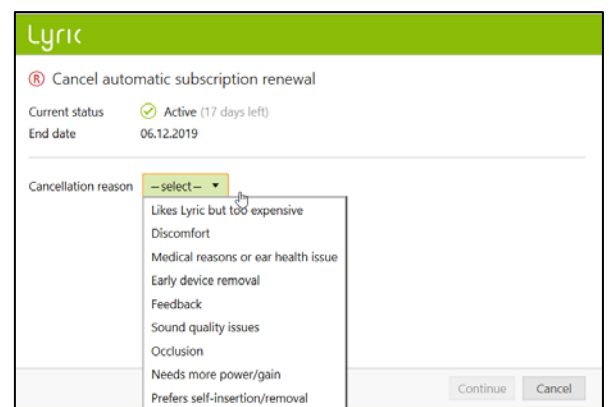 Lyric
® Cancel automatic subscription renewal
Current status Active (17 days left)
End date 06.12.2019
Cancellation reason –select–
Likes Lyric but too expensive
Discomfort
Medical reasons or ear health issue
Early device removal
Feedback
Sound quality issues
Occlusion
Needs more power/gain
Prefers self-insertion/removal
Continue Cancel